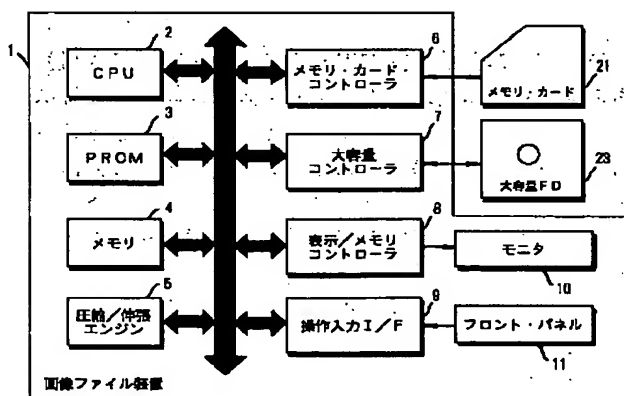 1
2
CPU
3
PROM
4
メモリ
5
圧縮/伸張
エンジン
6
メモリ・カード・
コントローラ
7
大容量
コントローラ
8
表示/メモリ
コントローラ
9
操作入力I/F
21
メモリ・カード
23
大容量FD
モニタ
10
フロント・パネル
11
画像ファイル装置